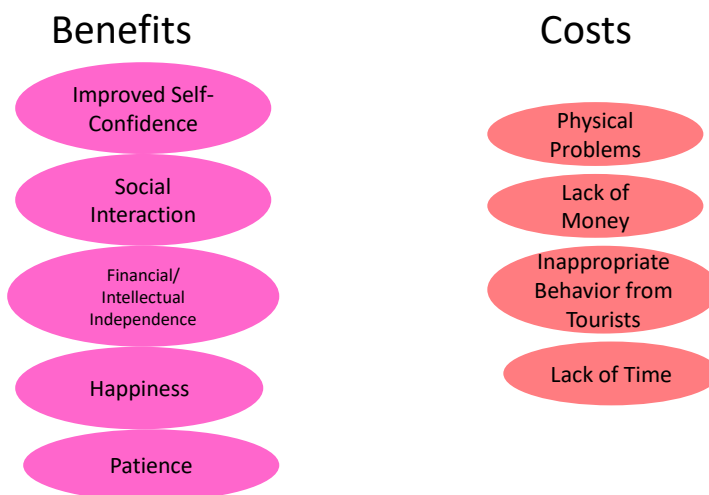 Benefits
Improved Self-
Confidence
Social
Interaction
Financial/
Intellectual
Independence
Happiness
Patience
Costs
Physical
Problems
Lack of
Money
Inappropriate
Behavior from
Tourists
Lack of Time